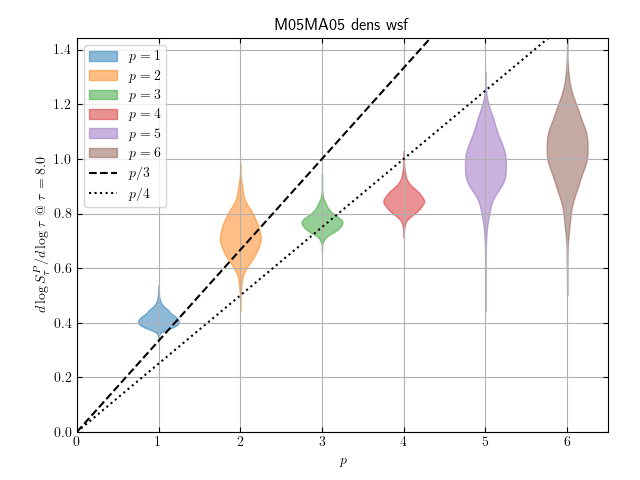 M05MA05 dens wsf
1.4
1.2
1.0
0.8
0.6
0.4
0.2
0.0
d log S_τ^P / d log τ @ τ = 8.0
p = 1
p = 2
p = 3
p = 4
p = 5
p = 6
p/3
p/4
0 1 2 3 4 5 6
p